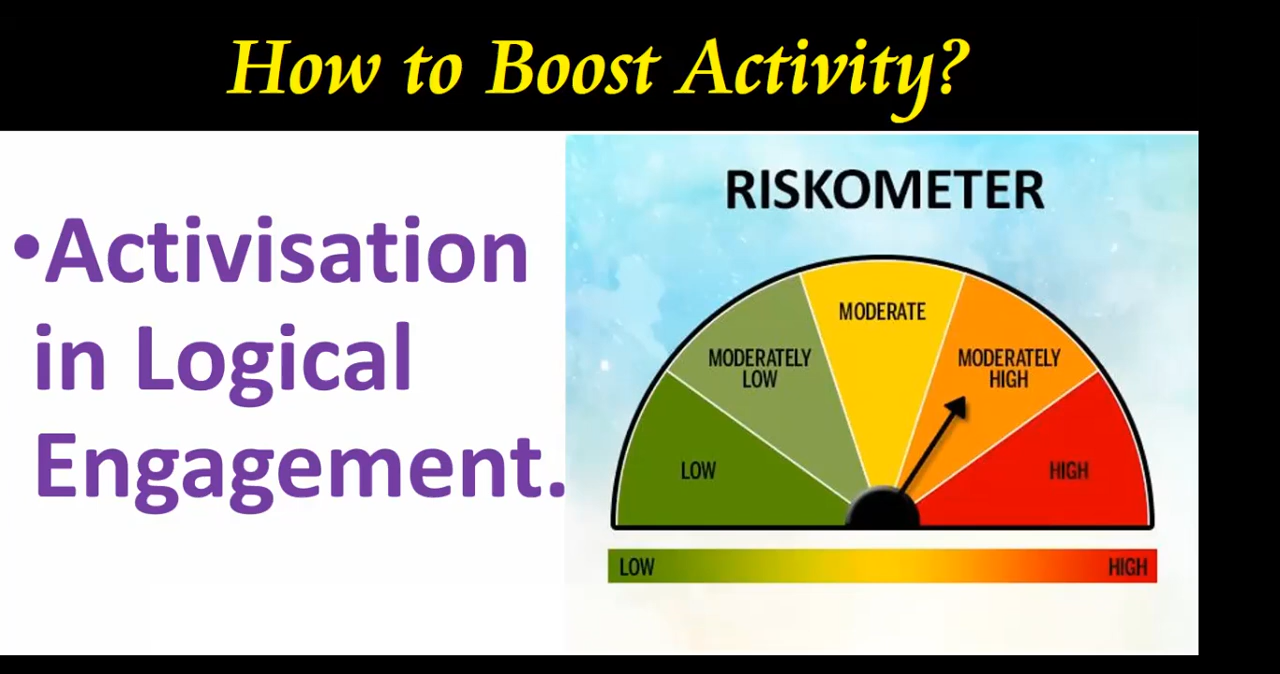 How to Boost Activity?
•Activisation
in Logical
Engagement.
RISKOMETER
MODERATE
MODERATELY
LOW
MODERATELY
HIGH
LOW
HIGH
LOW
HIGH